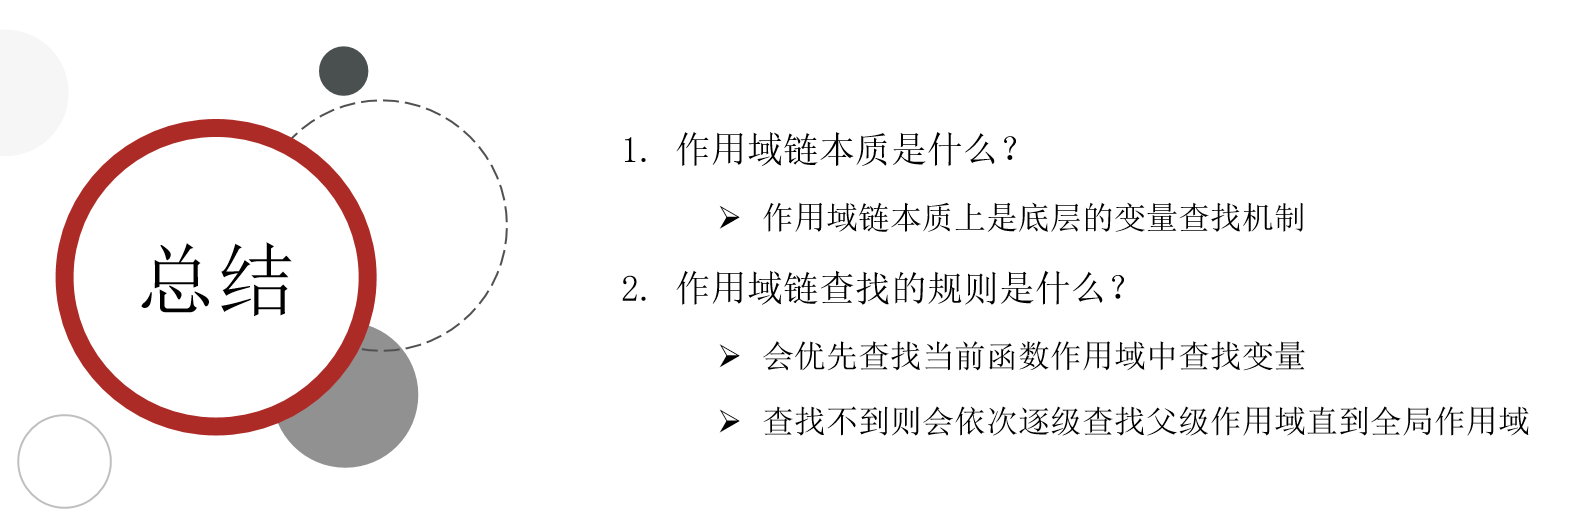 总结
1. 作用域链本质是什么？
➢ 作用域链本质上是底层的变量查找机制
2. 作用域链查找的规则是什么？
➢ 会优先查找当前函数作用域中查找变量
➢ 查找不到则会依次逐级查找父级作用域直到全局作用域